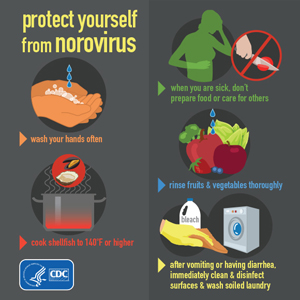 protect yourself
from norovirus
wash your hands often
cook shellfish to 140°F or higher
CDC
when you are sick, don't
prepare food or care for others
rinse fruits & vegetables thoroughly
bleach
after vomiting or having diarrhea,
immediately clean & disinfect
surfaces & wash soiled laundry